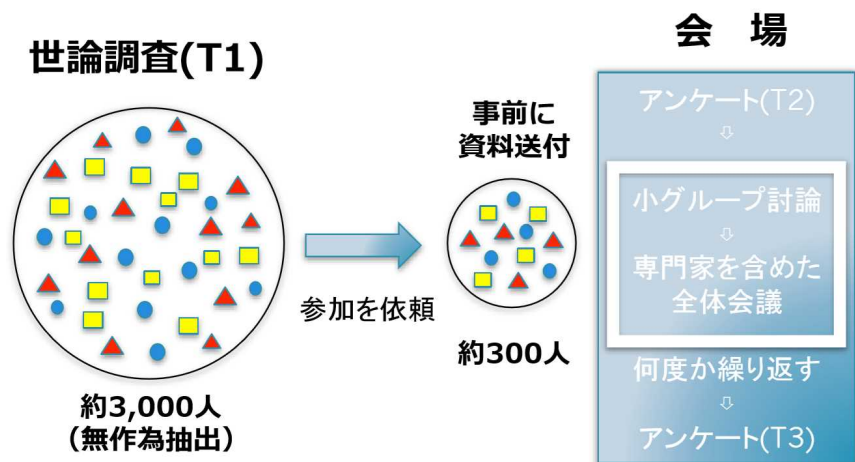 世論調査(T1)
約3,000人
（無作為抽出）
参加を依頼
事前に
資料送付
約300人
会　場
アンケート(T2)
⇩
小グループ討論
⇩
専門家を含めた
全体会議
何度か繰り返す
⇩
アンケート(T3)